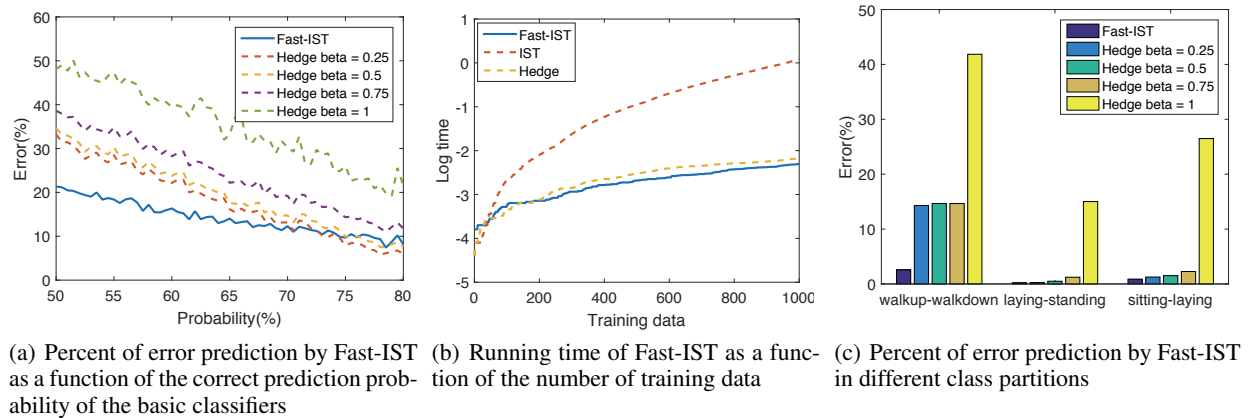 60
50
40
30
20
10
0
Error(%)
50
55
60
65
70
75
80
Probability(%)
Fast-IST
Hedge beta = 0.25
Hedge beta = 0.5
Hedge beta = 0.75
Hedge beta = 1
(a) Percent of error prediction by Fast-IST
as a function of the correct prediction prob-
ability of the basic classifiers
1
0
-1
-2
-3
-4
-5
Log time
0
200
400
600
800
1000
Training data
Fast-IST
IST
Hedge
(b) Running time of Fast-IST as a func-
tion of the number of training data
50
40
30
20
10
0
Error(%)
walkup-walkdown
laying-standing
sitting-laying
Fast-IST
Hedge beta = 0.25
Hedge beta = 0.5
Hedge beta = 0.75
Hedge beta = 1
(c) Percent of error prediction by Fast-IST
in different class partitions